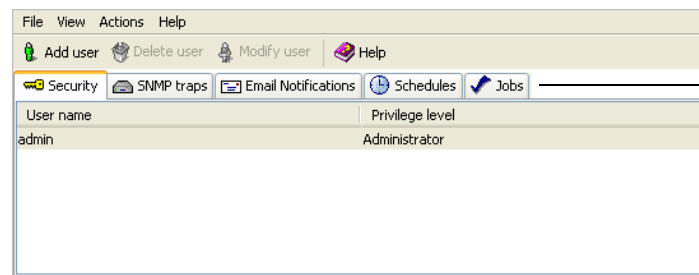 File View Actions Help
Add user Delete user Modify user Help
Security SNMP traps Email Notifications Schedules Jobs
User name Privilege level
admin Administrator